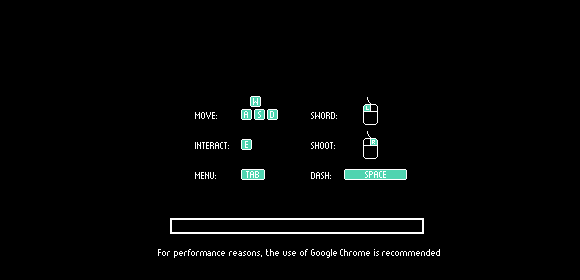 W
MOVE: A S D SWORD: L
INTERACT: E SHOOT: R
MENU: TAB DASH: SPACE
For performance reasons, the use of Google Chrome is recommended